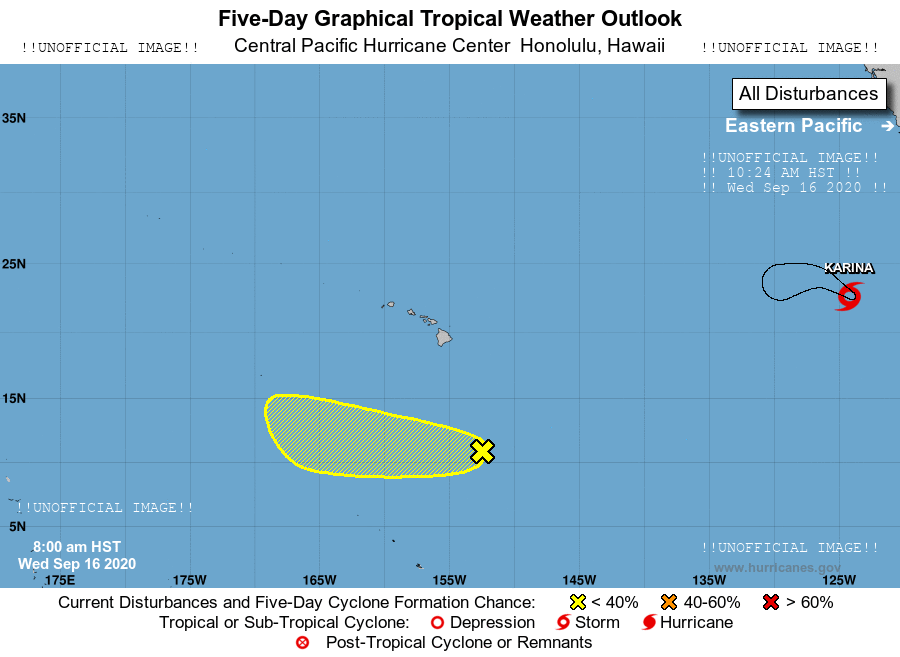 Five-Day Graphical Tropical Weather Outlook
!!UNOFFICIAL IMAGE!! Central Pacific Hurricane Center Honolulu, Hawaii !!UNOFFICIAL IMAGE!!
All Disturbances
35N
Eastern Pacific
!!UNOFFICIAL IMAGE!!
!! 10:24 AM HST !!
!! Wed Sep 16 2020 !!
25N
KARINA
15N
!!UNOFFICIAL IMAGE!!
5N
8:00 am HST
Wed Sep 16 2020
!!UNOFFICIAL IMAGE!!
www.hurricanes.gov
175E 175W 165W 155W 145W 135W 125W
Current Disturbances and Five-Day Cyclone Formation Chance: < 40% 40-60% > 60%
Tropical or Sub-Tropical Cyclone: Depression Storm Hurricane
Post-Tropical Cyclone or Remnants